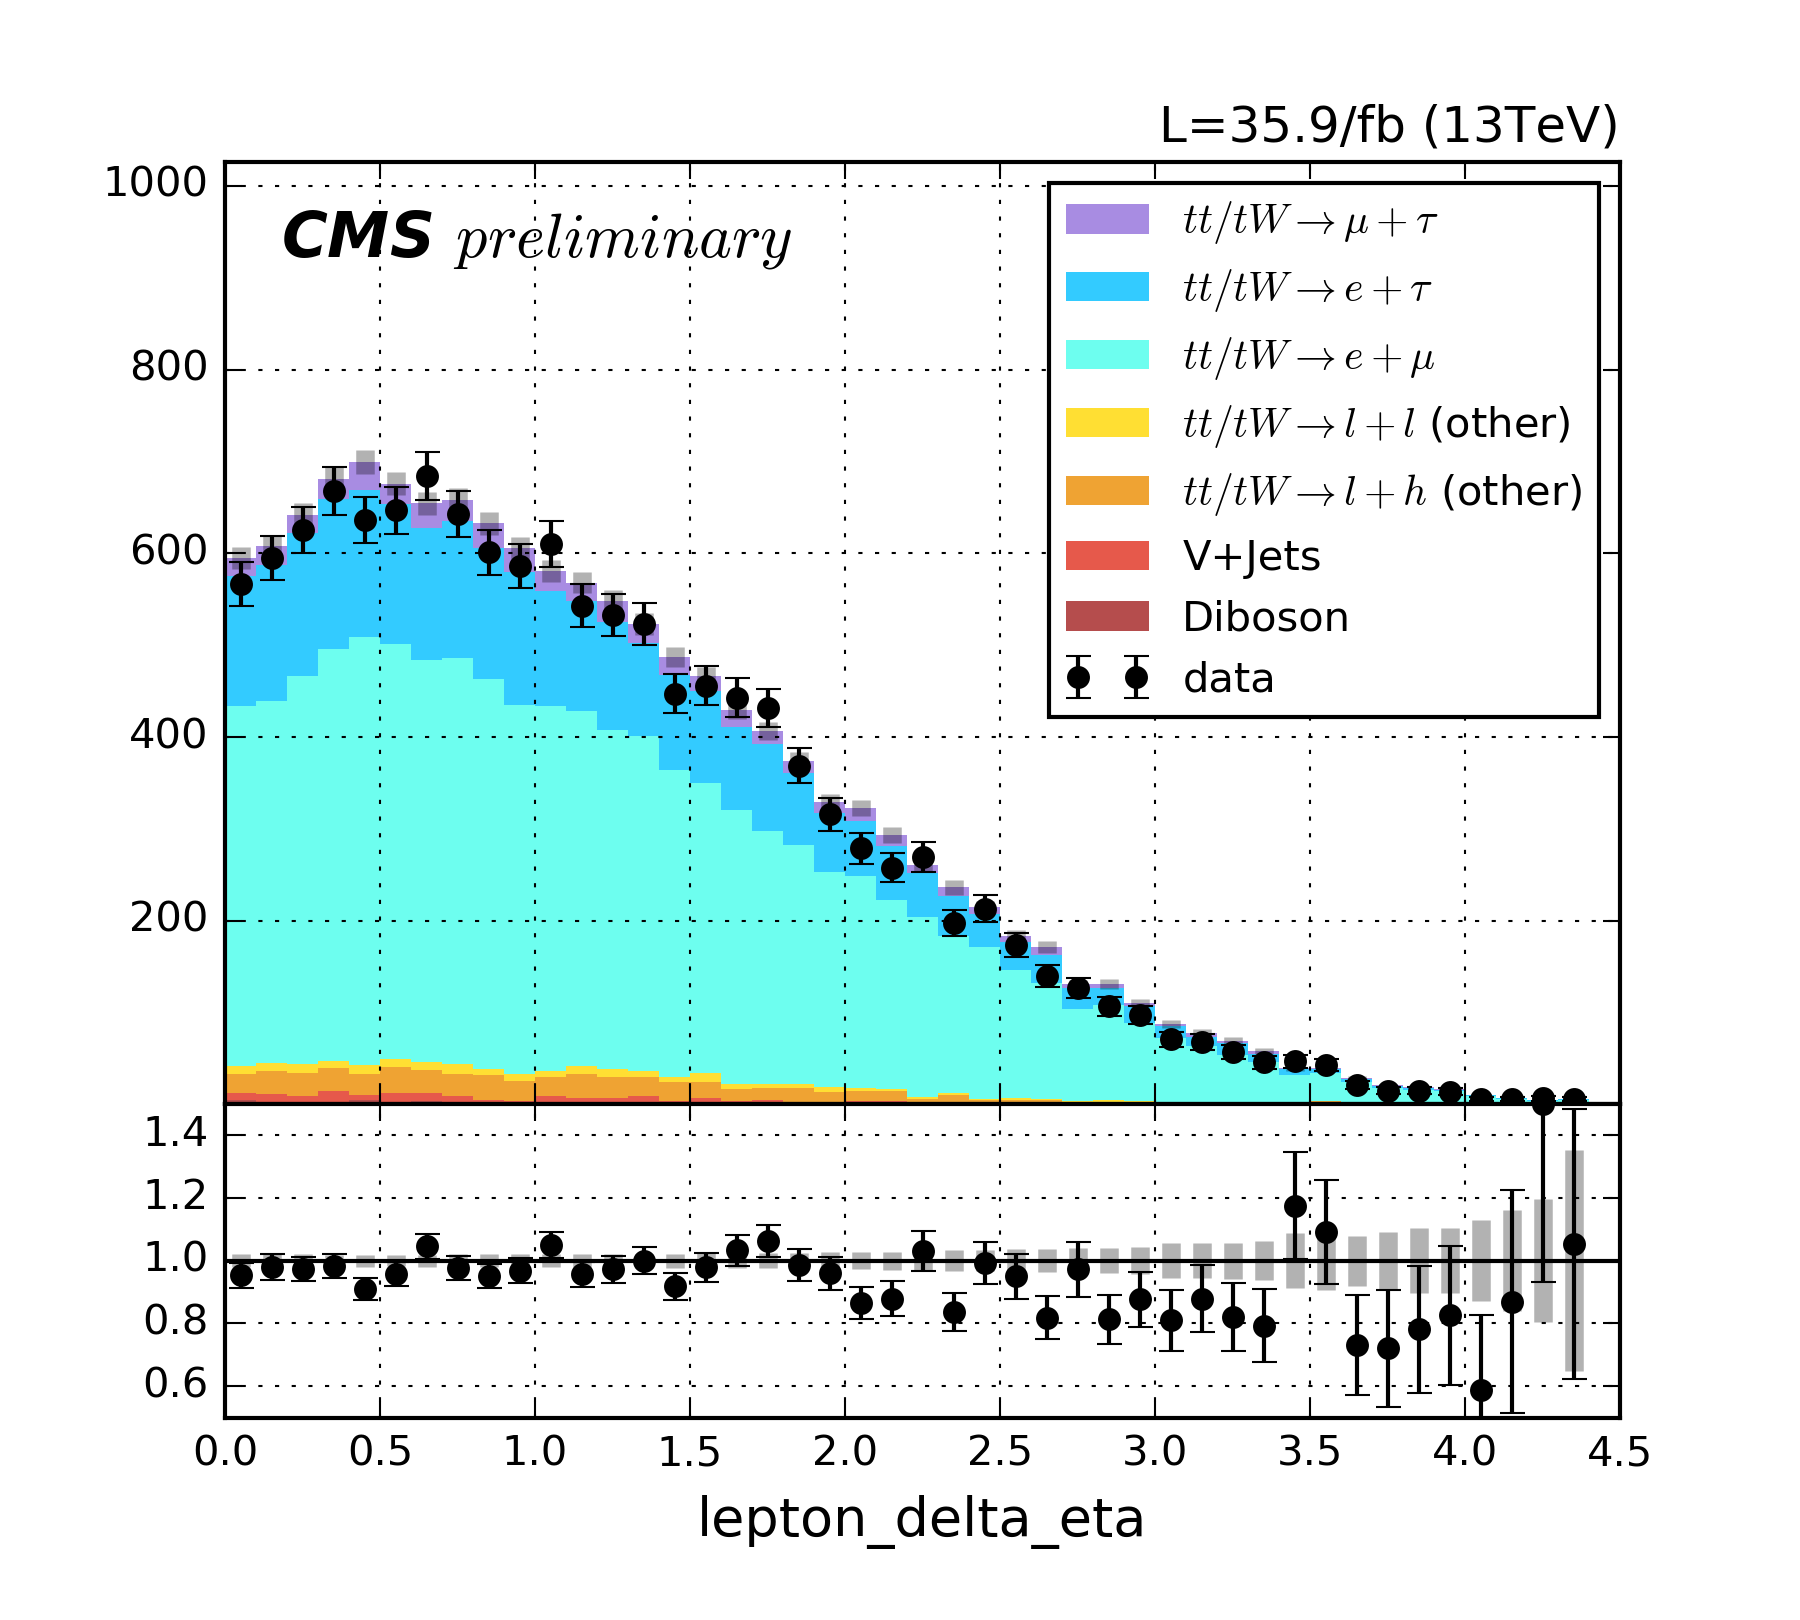 L=35.9/fb (13TeV)
CMS preliminary
1000
800
600
400
200
tt/tW→μ+τ
tt/tW→e+τ
tt/tW→e+μ
tt/tW→l+l (other)
tt/tW→l+h (other)
V+Jets
Diboson
data
1.4
1.2
1.0
0.8
0.6
0.0 0.5 1.0 1.5 2.0 2.5 3.0 3.5 4.0 4.5
lepton_delta_eta